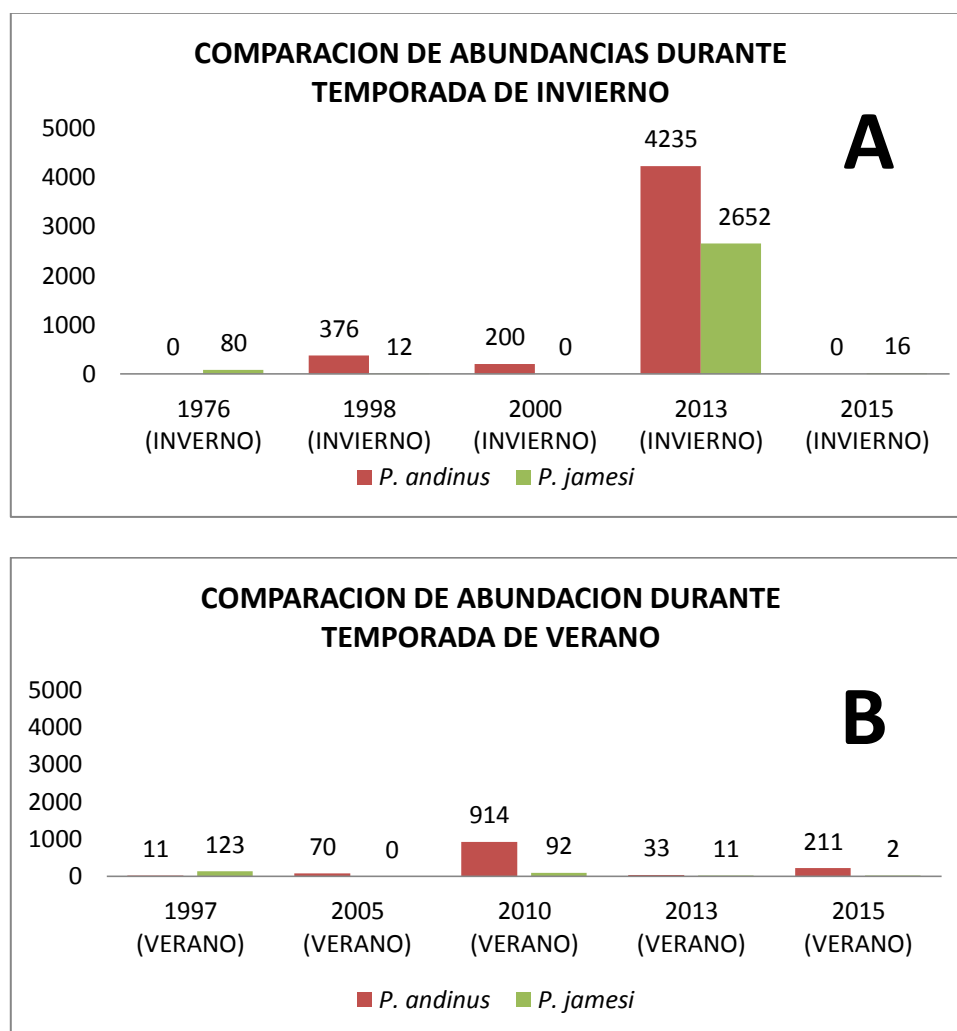 COMPARACION DE ABUNDANCIAS DURANTE
TEMPORADA DE INVIERNO
A
5000
4000
3000
2000
1000
0
0 80 376 12 200 0 4235 2652 0 16
1976 1998 2000 2013 2015
(INVERNO) (INVIERNO) (INVIERNO) (INVIERNO) (INVIERNO)
P. andinus P. jamesi
COMPARACION DE ABUNDACION DURANTE
TEMPORADA DE VERANO
B
5000
4000
3000
2000
1000
0
11 123 70 0 914 92 33 11 211 2
1997 2005 2010 2013 2015
(VERANO) (VERANO) (VERANO) (VERANO) (VERANO)
P. andinus P. jamesi